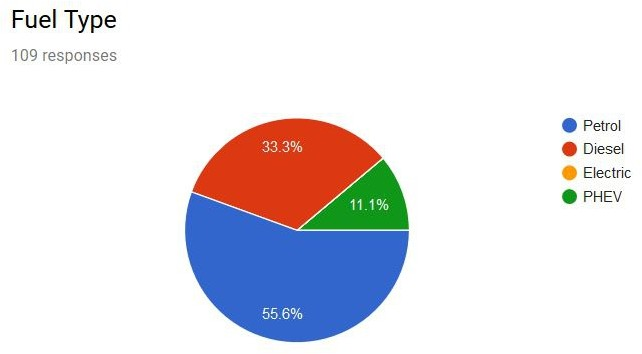 Fuel Type
109 responses
33.3%
11.1%
55.6%
Petrol
Diesel
Electric
PHEV